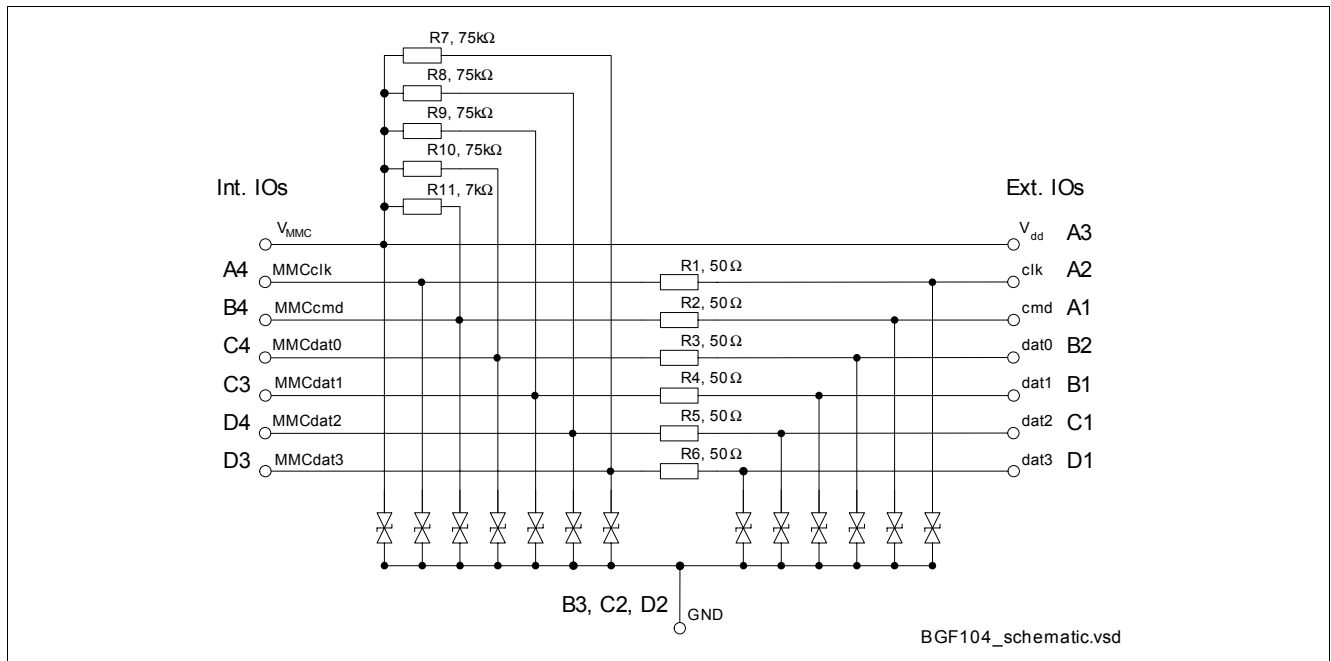 R7, 75kΩ
R8, 75kΩ
R9, 75kΩ
R10, 75kΩ
Int. IOs
Ext. IOs
R11, 7kΩ
VMMC
Vdd A3
A4 MMCclk
R1, 50Ω
clk A2
B4 MMCcmd
R2, 50Ω
cmd A1
C4 MMCdat0
R3, 50Ω
dat0 B2
C3 MMCdat1
R4, 50Ω
dat1 B1
D4 MMCdat2
R5, 50Ω
dat2 C1
D3 MMCdat3
R6, 50Ω
dat3 D1
B3, C2, D2
GND
BGF104_schematic.vsd